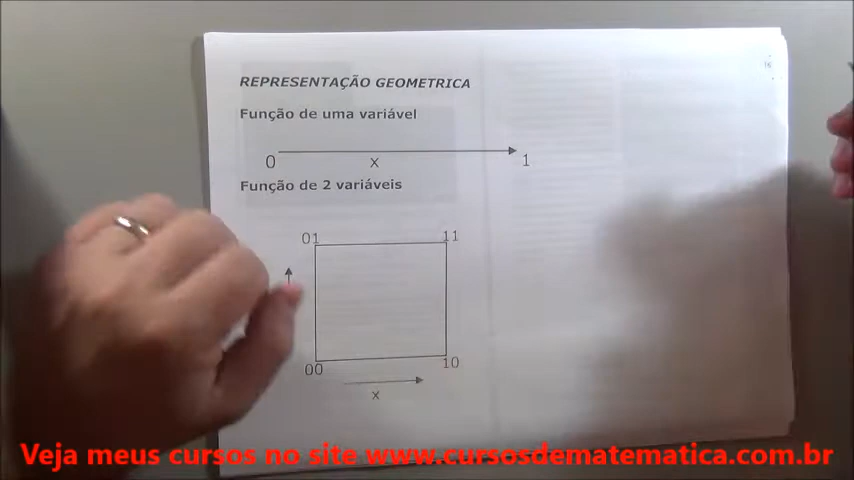 REPRESENTAÇÃO GEOMETRICA
Função de uma variável
0 x 1
Função de 2 variáveis
01 11
00 10
x
Veja meus cursos no site www.cursosdematematica.com.br